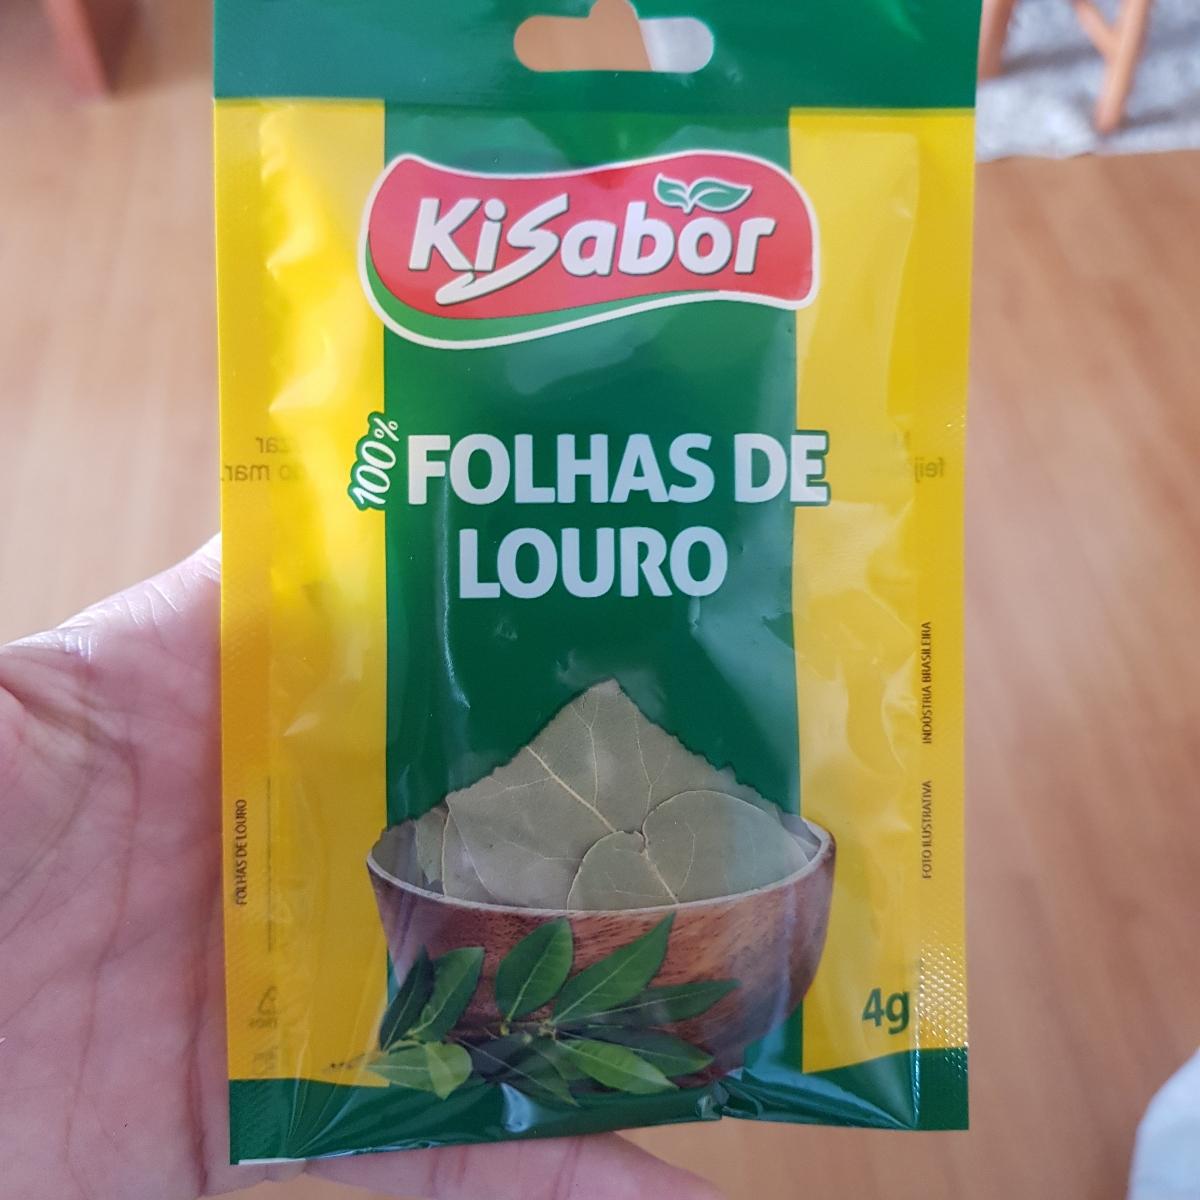 KiSabor
100% FOLHAS DE
LOURO
FOLHAS DE LOURO
INDÚSTRIA BRASILEIRA
FOTO ILUSTRATIVA
4g